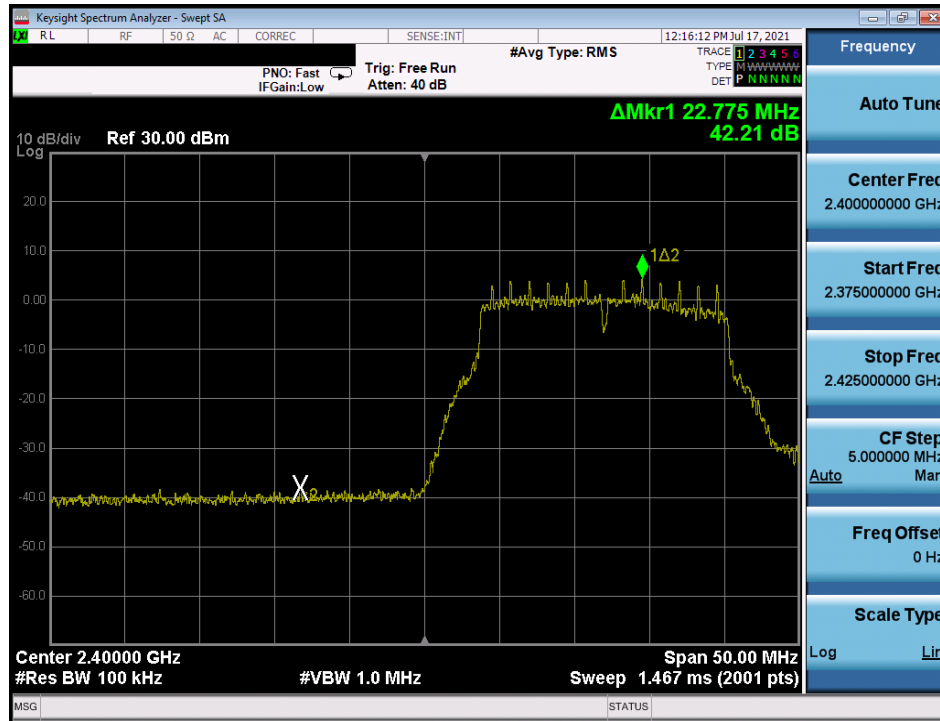 Keysight Spectrum Analyzer - Swept SA
LXI RL RF 50 Ω AC CORREC SENSE:INT 12:16:12 PM Jul 17, 2021
#Avg Type: RMS
TRACE 1 2 3 4 5 6
PNO: Fast Trig: Free Run TYPE M W W W W W
IFGain:Low Atten: 40 dB DET P N N N N N
ΔMkr1 22.775 MHz
42.21 dB
10 dB/div Ref 30.00 dBm
Log
20.0
10.0
1Δ2
0.00
-10.0
-20.0
-30.0
-40.0
X2
-50.0
-60.0
Center 2.40000 GHz Span 50.00 MHz
#Res BW 100 kHz #VBW 1.0 MHz Sweep 1.467 ms (2001 pts)
MSG STATUS
Frequency
Auto Tune
Center Freq
2.400000000 GHz
Start Freq
2.375000000 GHz
Stop Freq
2.425000000 GHz
CF Step
5.000000 MHz
Auto Man
Freq Offset
0 Hz
Scale Type
Log Lin